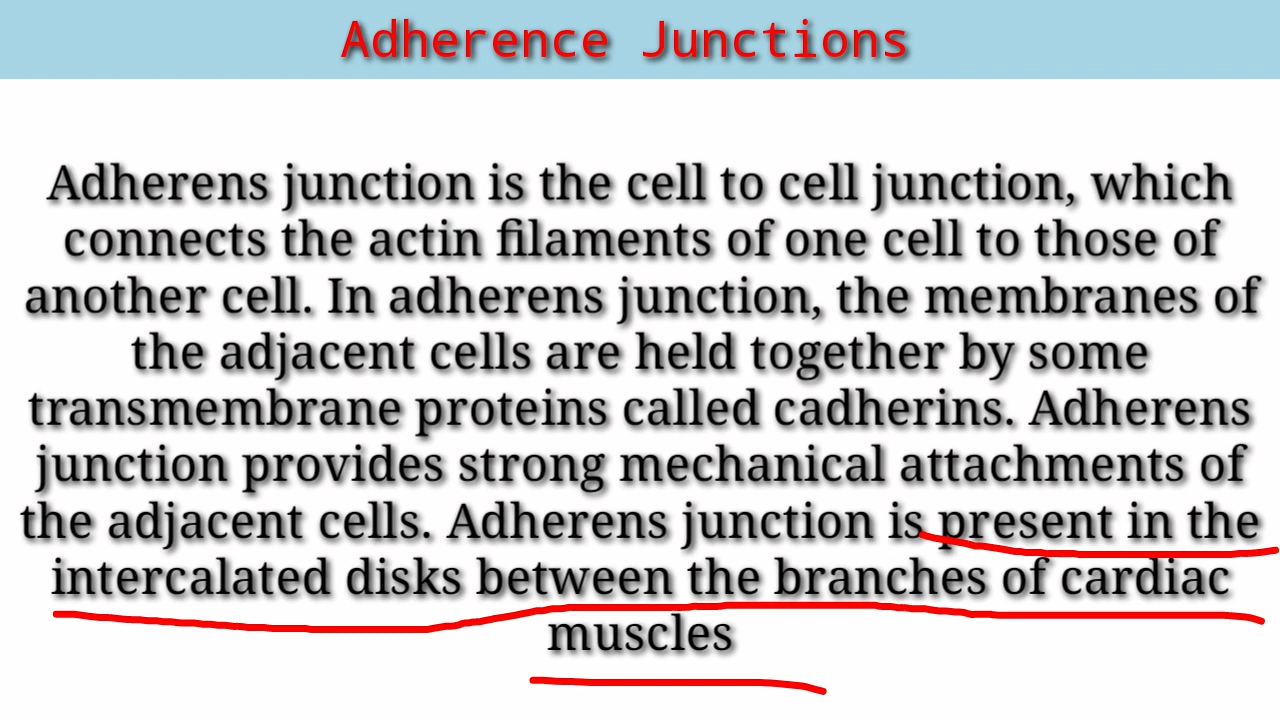 Adherence Junctions
Adherens junction is the cell to cell junction, which
connects the actin filaments of one cell to those of
another cell. In adherens junction, the membranes of
the adjacent cells are held together by some
transmembrane proteins called cadherins. Adherens
junction provides strong mechanical attachments of
the adjacent cells. Adherens junction is present in the
intercalated disks between the branches of cardiac
muscles